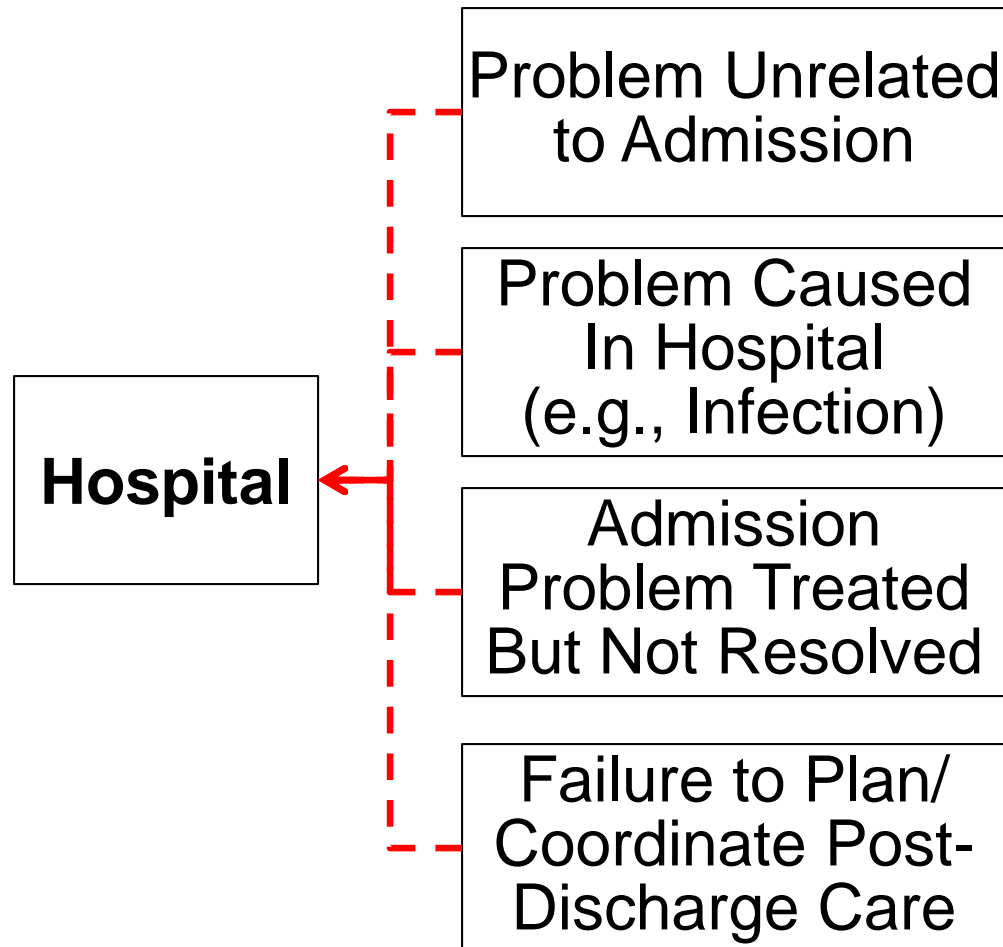 Problem Unrelated
to Admission
Problem Caused
In Hospital
(e.g., Infection)
Hospital
Admission
Problem Treated
But Not Resolved
Failure to Plan/
Coordinate Post-
Discharge Care